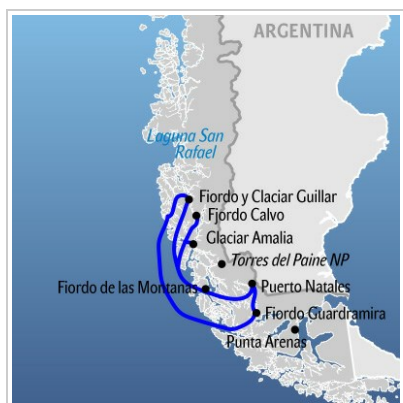 ARGENTINA
Laguna San
Rafael
Fiordo y Claciar Guillar
Fjordo Calvo
Glaciar Amalia
Torres del Paine NP
Fiordo de las Montanas
Puerto Natales
Fiordo Guardramira
Punta Arenas